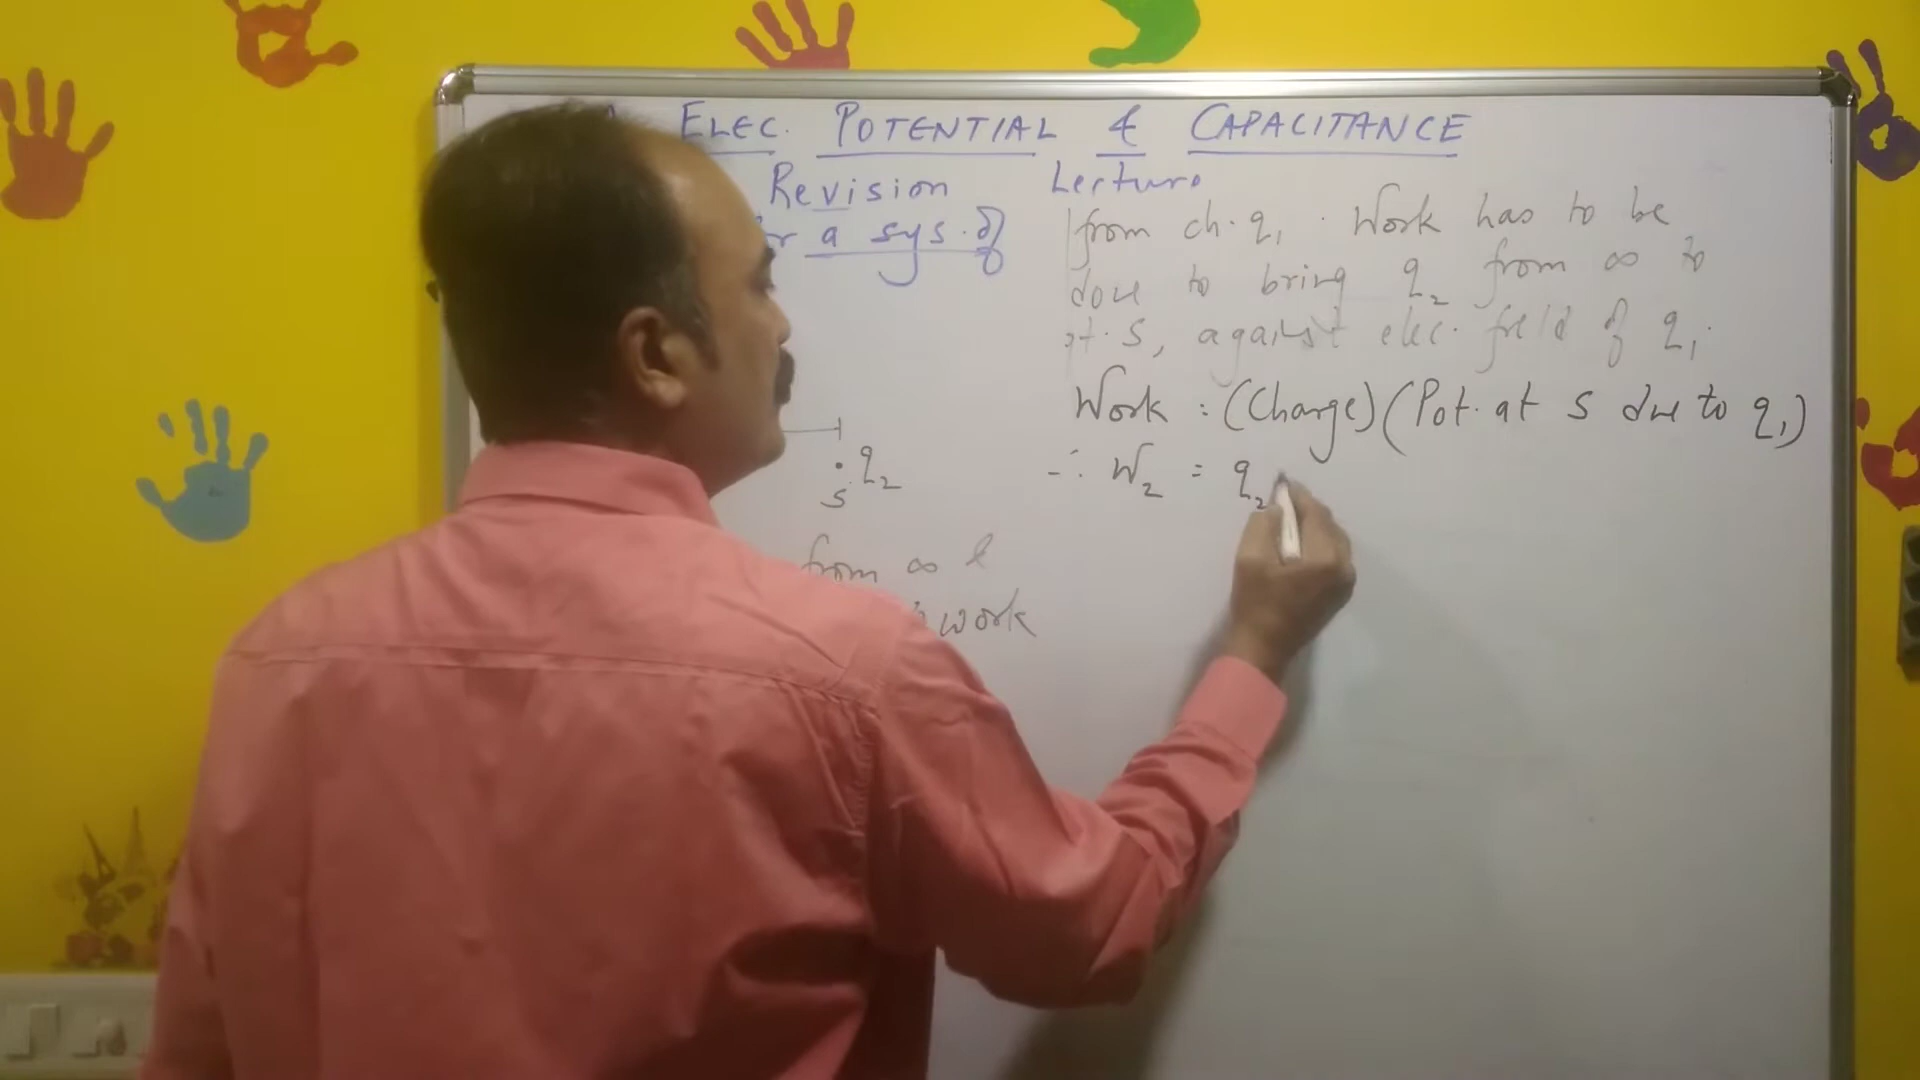 ELEC. POTENTIAL & CAPACITANCE
Revision Lecture
a sys. of
q₂
S
from ∞ &
work
from ch. q₁. Work has to be
done to bring q₂ from ∞ to
pt. S, against elec. field of q₁.
Work = (Charge)(Pot. at S due to q₁)
∴ W₂ = q₂